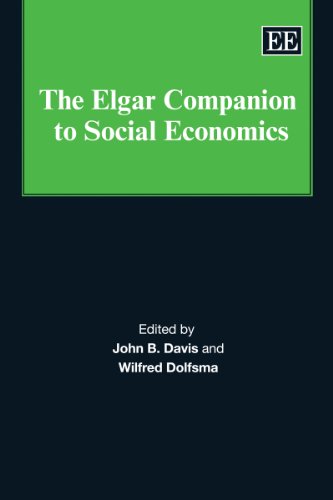 EE
The Elgar Companion
to Social Economics
Edited by
John B. Davis and
Wilfred Dolfsma